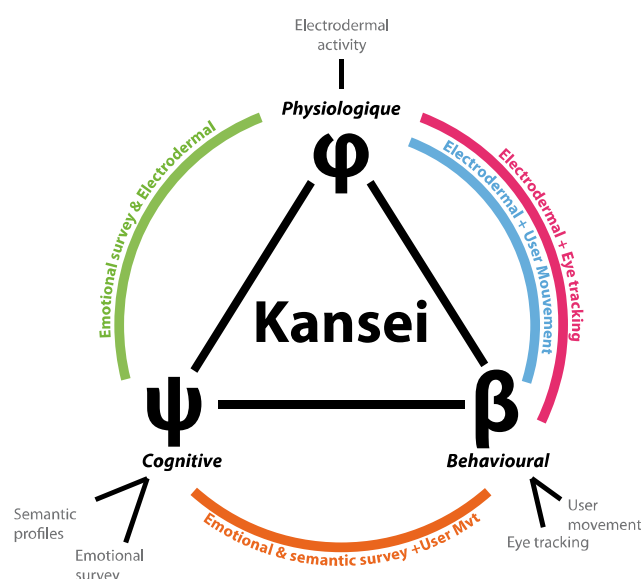 Electrodermal
activity
Physiologique
φ
Emotional survey & Electrodermal
Electrodermal + Eye tracking
Electrodermal + User Mouvement
Kansei
ψ
β
Cognitive
Behavioural
Semantic
profiles
Emotional
survey
Emotional & semantic survey +User Mvt
User
movement
Eye tracking